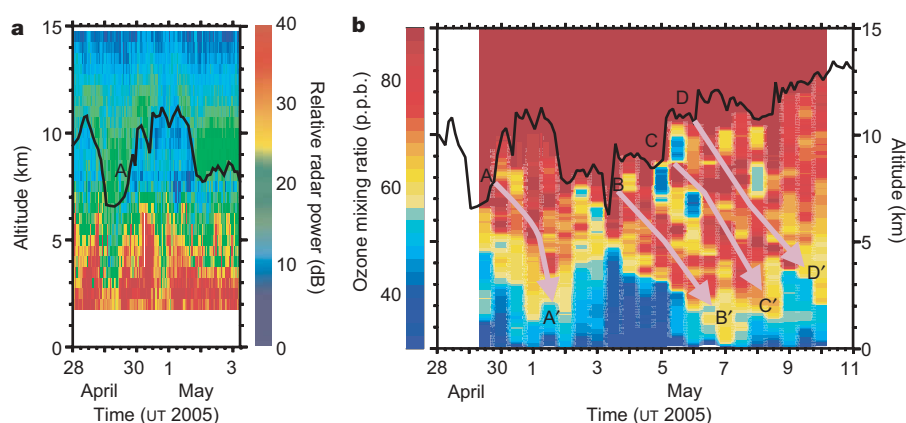 a
15
10
5
0
Altitude (km)
A
28 30 1 3
April May
Time (UT 2005)
40
30
20
10
0
Relative radar power (dB)
b
80
60
40
Ozone mixing ratio (p.p.b.)
D
C
A
B
A′
B′
C′
D′
15
10
5
0
Altitude (km)
28 30 1 3 5 7 9 11
April May
Time (UT 2005)